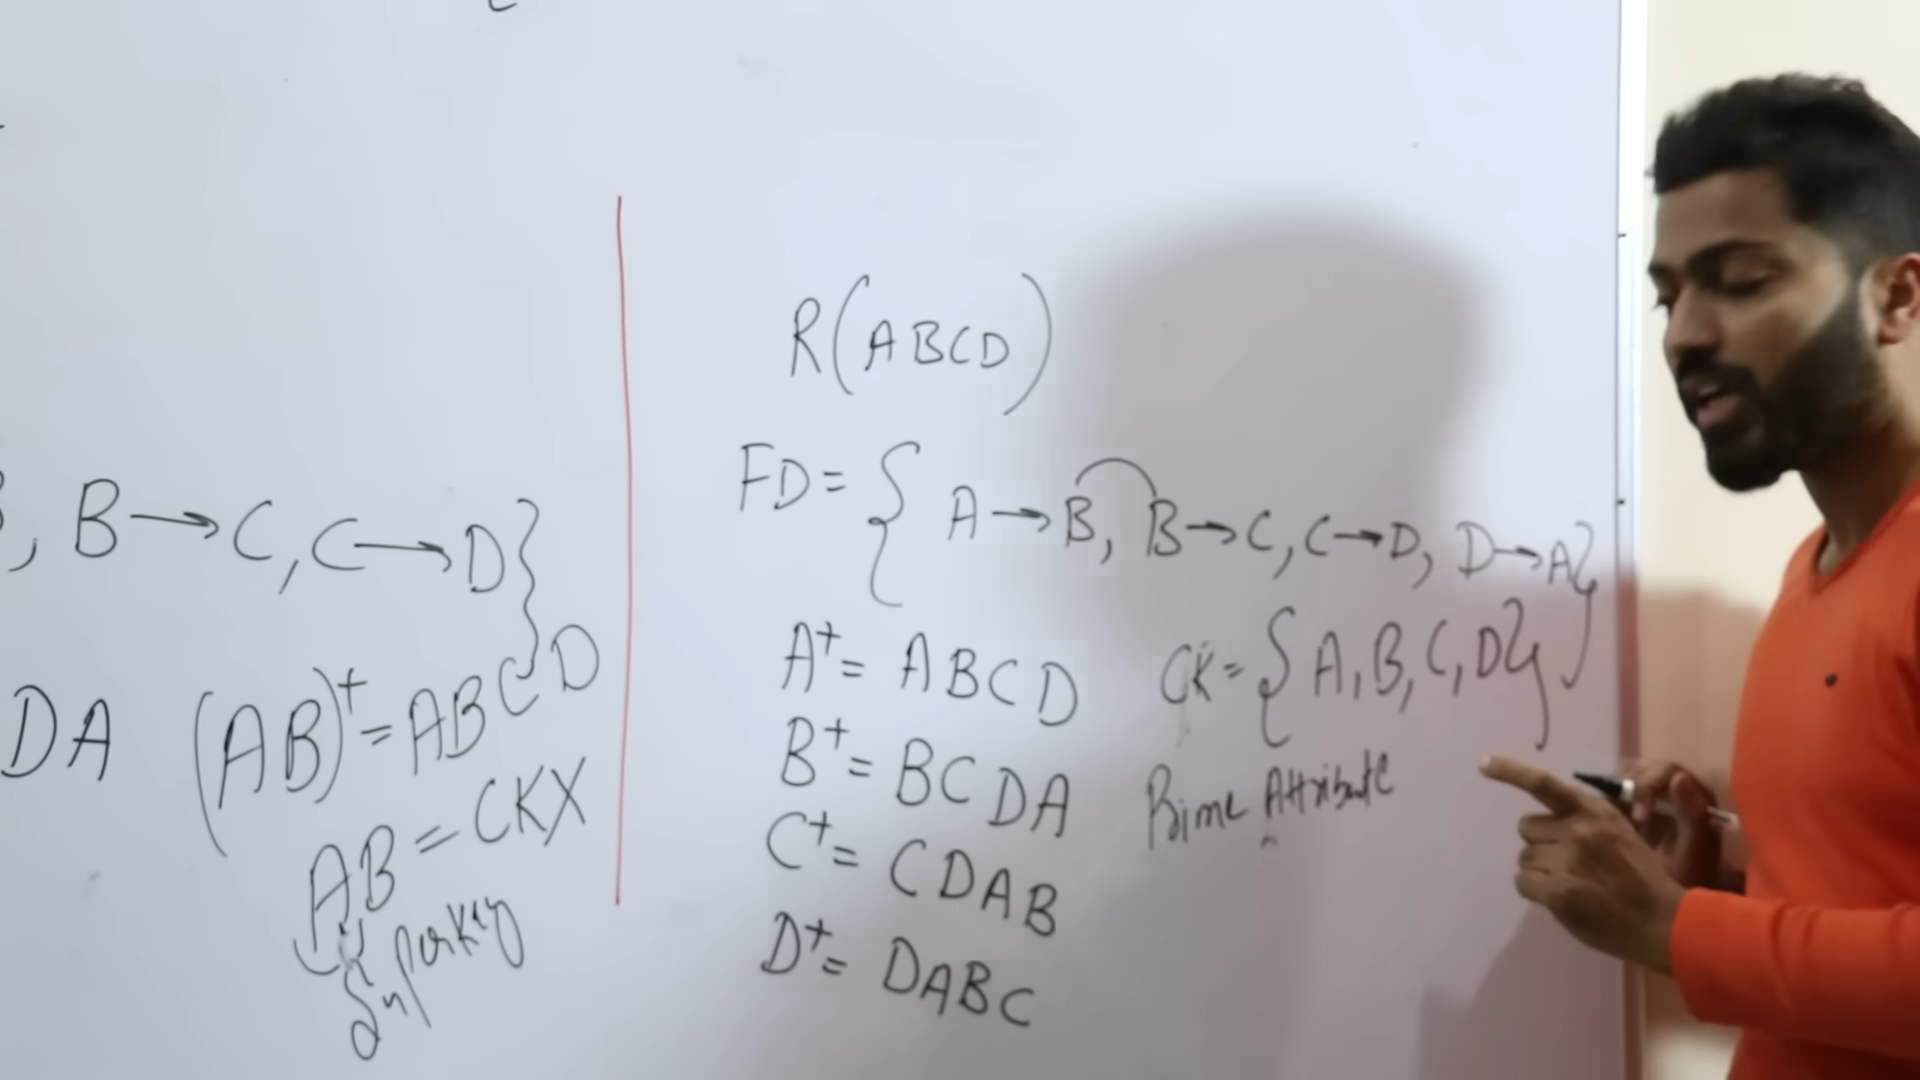 , B→C, C→D}
DA (AB)⁺ = ABCD
AB = CKX
R(ABCD)
FD = { A→B, B→C, C→D, D→A}
A⁺ = ABCD CK = {A, B, C, D}}
B⁺ = BCDA Prime Attribute
C⁺ = CDAB
D⁺ = DABC